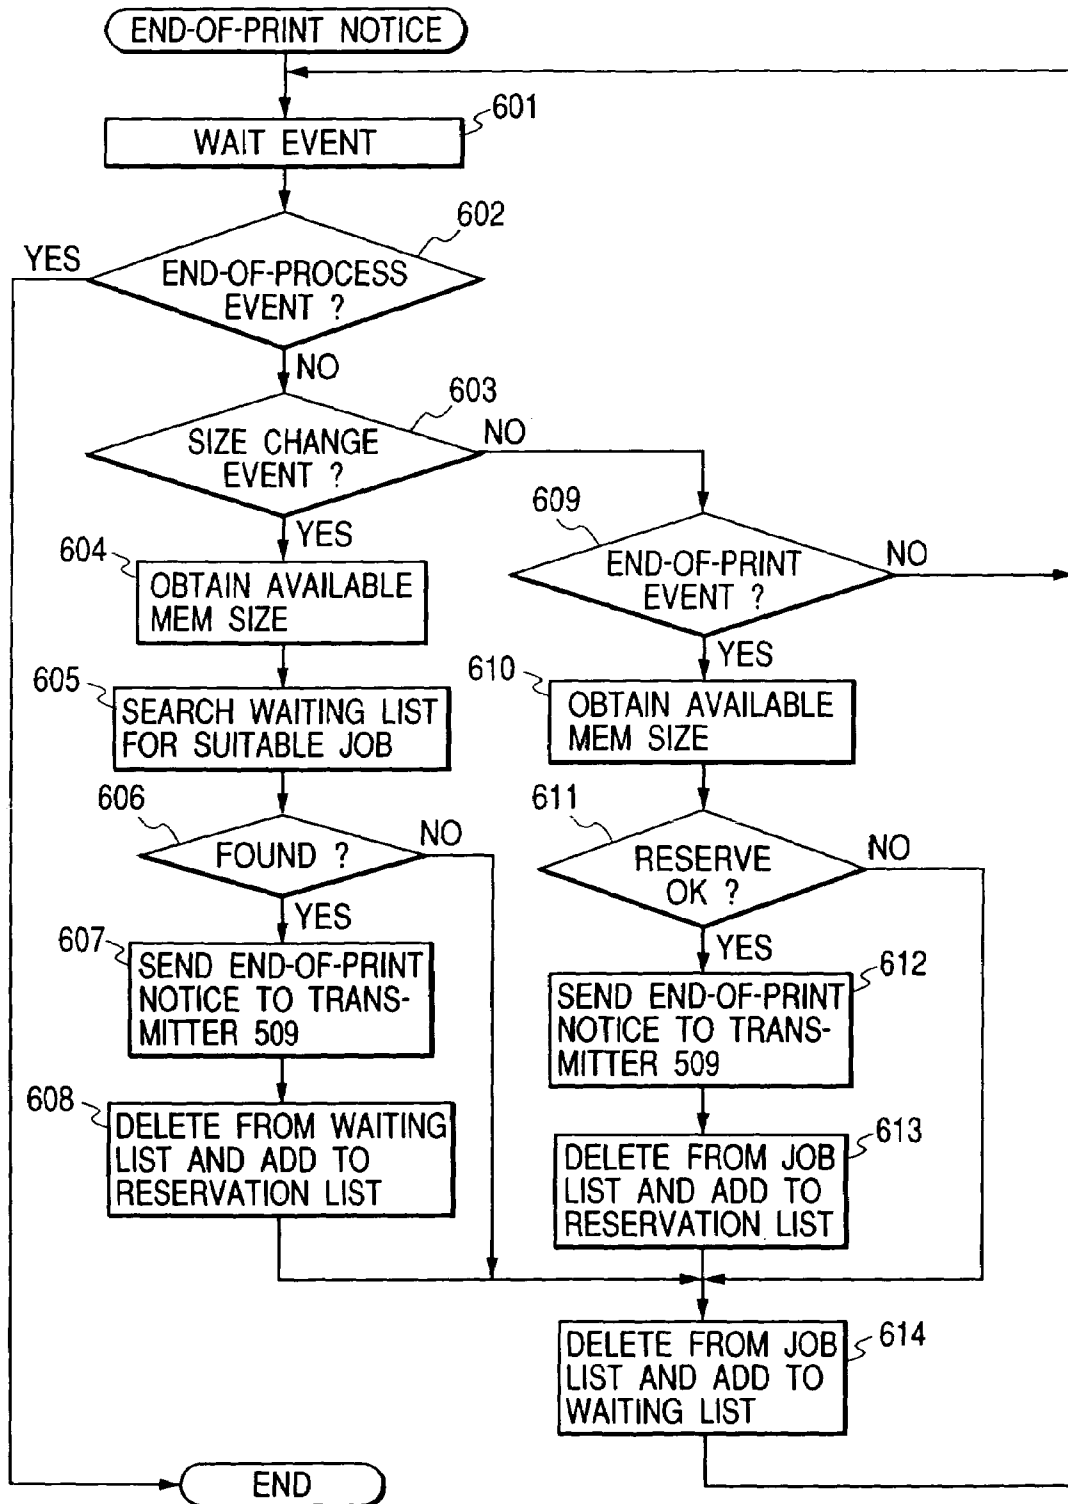 END-OF-PRINT NOTICE
601
WAIT EVENT
602
YES
END-OF-PROCESS
EVENT ?
NO
603
SIZE CHANGE
EVENT ?
NO
YES
604
OBTAIN AVAILABLE
MEM SIZE
605
SEARCH WAITING LIST
FOR SUITABLE JOB
606
FOUND ?
NO
YES
607
SEND END-OF-PRINT
NOTICE TO TRANS-
MITTER 509
608
DELETE FROM WAITING
LIST AND ADD TO
RESERVATION LIST
609
END-OF-PRINT
EVENT ?
NO
YES
610
OBTAIN AVAILABLE
MEM SIZE
611
RESERVE
OK ?
NO
YES
612
SEND END-OF-PRINT
NOTICE TO TRANS-
MITTER 509
613
DELETE FROM JOB
LIST AND ADD TO
RESERVATION LIST
614
DELETE FROM JOB
LIST AND ADD TO
WAITING LIST
END